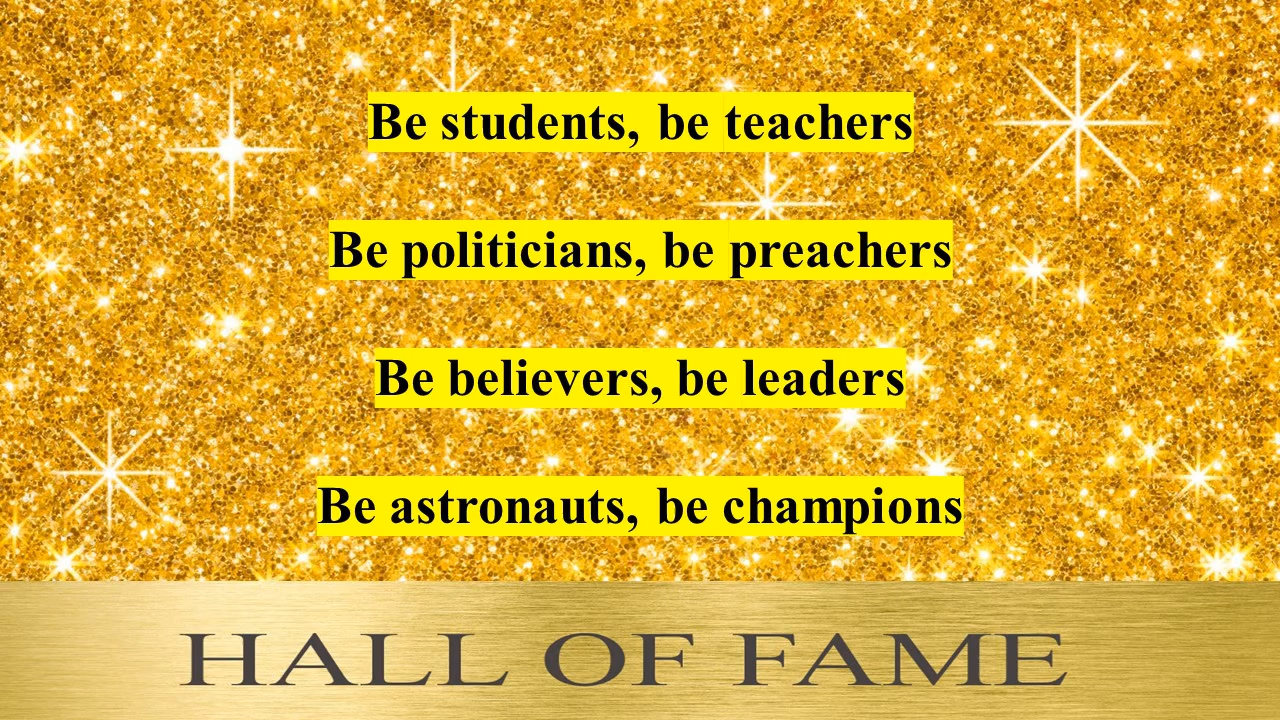 Be students, be teachers
Be politicians, be preachers
Be believers, be leaders
Be astronauts, be champions
HALL OF FAME